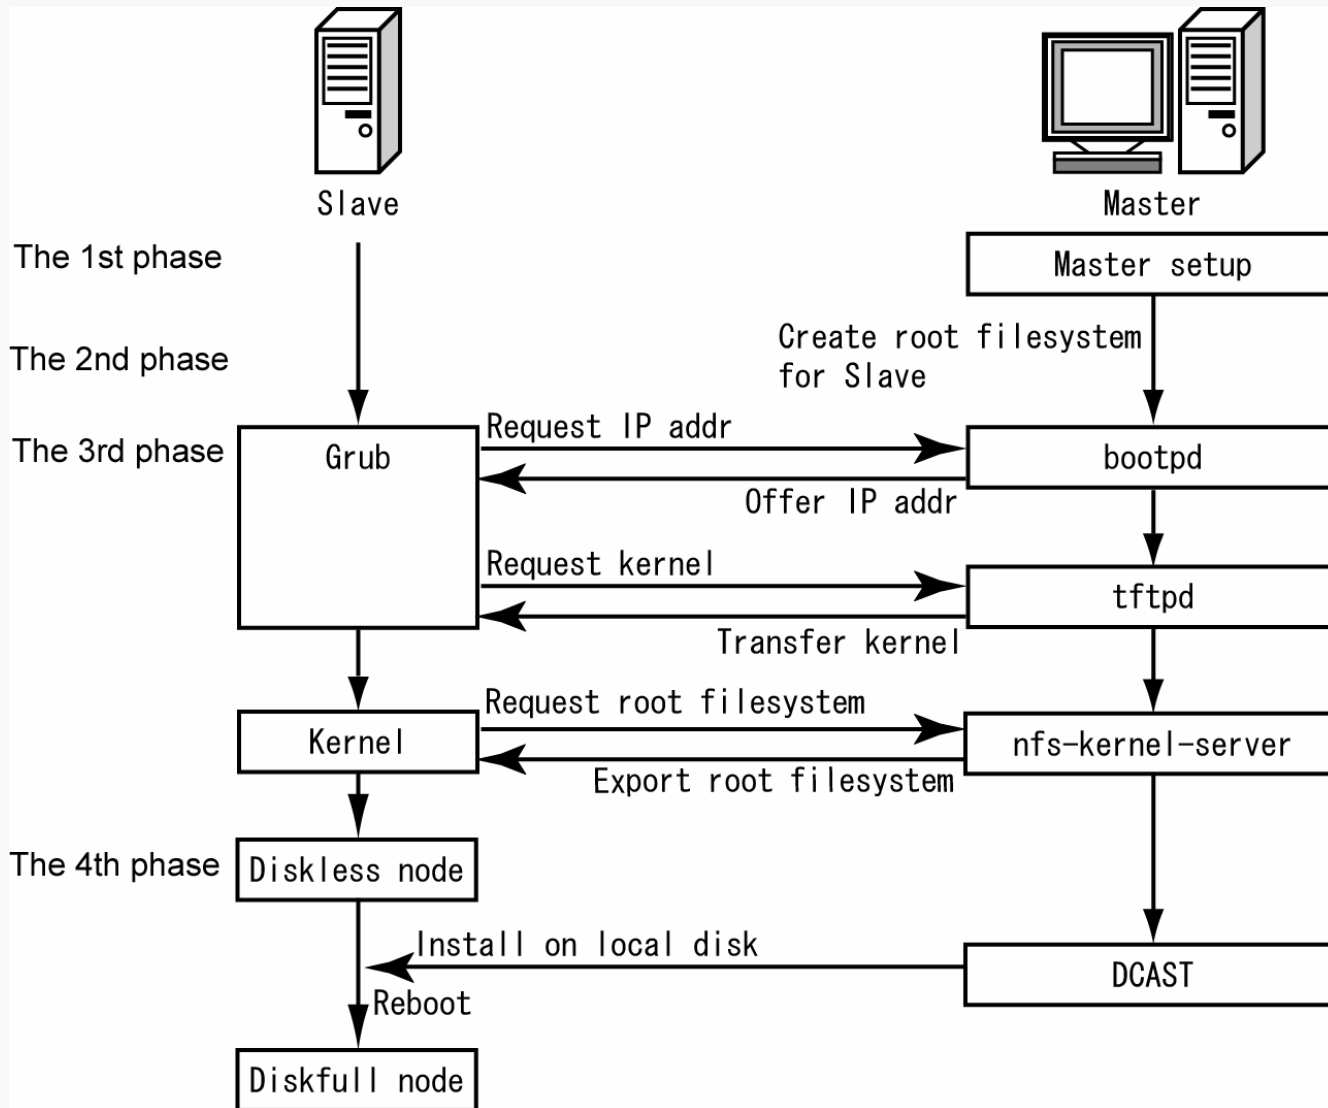 Slave
Master
The 1st phase
Master setup
The 2nd phase
Create root filesystem
for Slave
The 3rd phase
Grub
Request IP addr
bootpd
Offer IP addr
Request kernel
tftpd
Transfer kernel
Request root filesystem
Kernel
nfs-kernel-server
Export root filesystem
The 4th phase
Diskless node
Install on local disk
DCAST
Reboot
Diskfull node